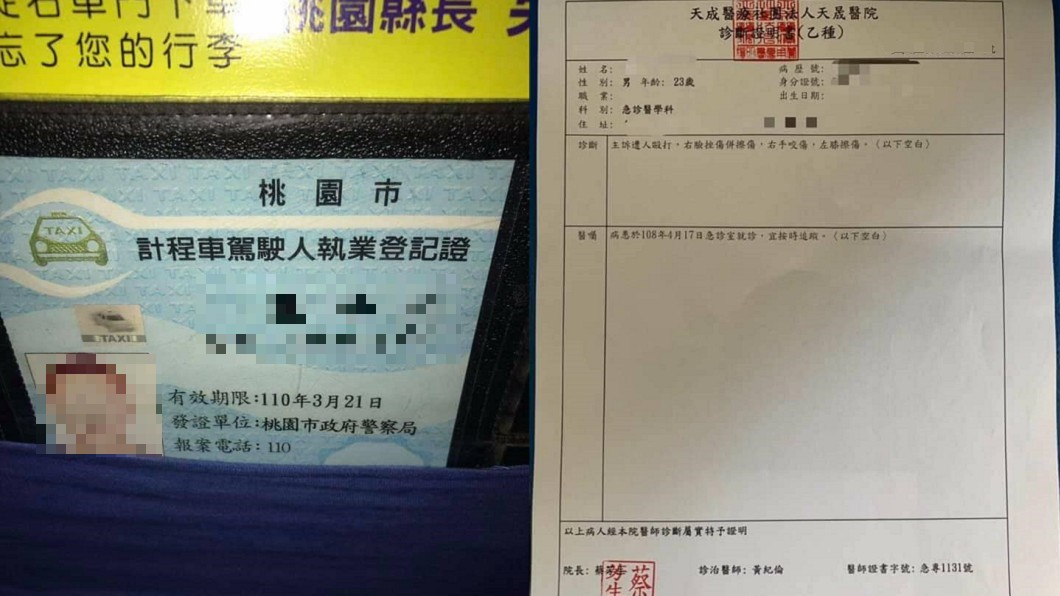 從右車門下車
忘了您的行李
桃園縣長
TAXI
桃園市
計程車駕駛人執業登記證
TAXI
有效期限:110年3月21日
發證單位:桃園市政府警察局
報案電話:110
天成醫療社團法人天晟醫院
診斷證明書(乙種)
姓名:
病歷號:
性別:男 年齡:23歲
身分證號:
職業:
出生日期:
科別:急診醫學科
住址:
診斷
主訴遭人毆打。右臉挫傷併擦傷,右手咬傷,左膝擦傷。(以下空白)
醫囑
病患於108年4月17日急診室就診,宜按時追蹤。(以下空白)
以上病人經本院醫師診斷屬實特予證明
院長:蔡
診治醫師:黃紀倫
醫師證書字號:急專1131號